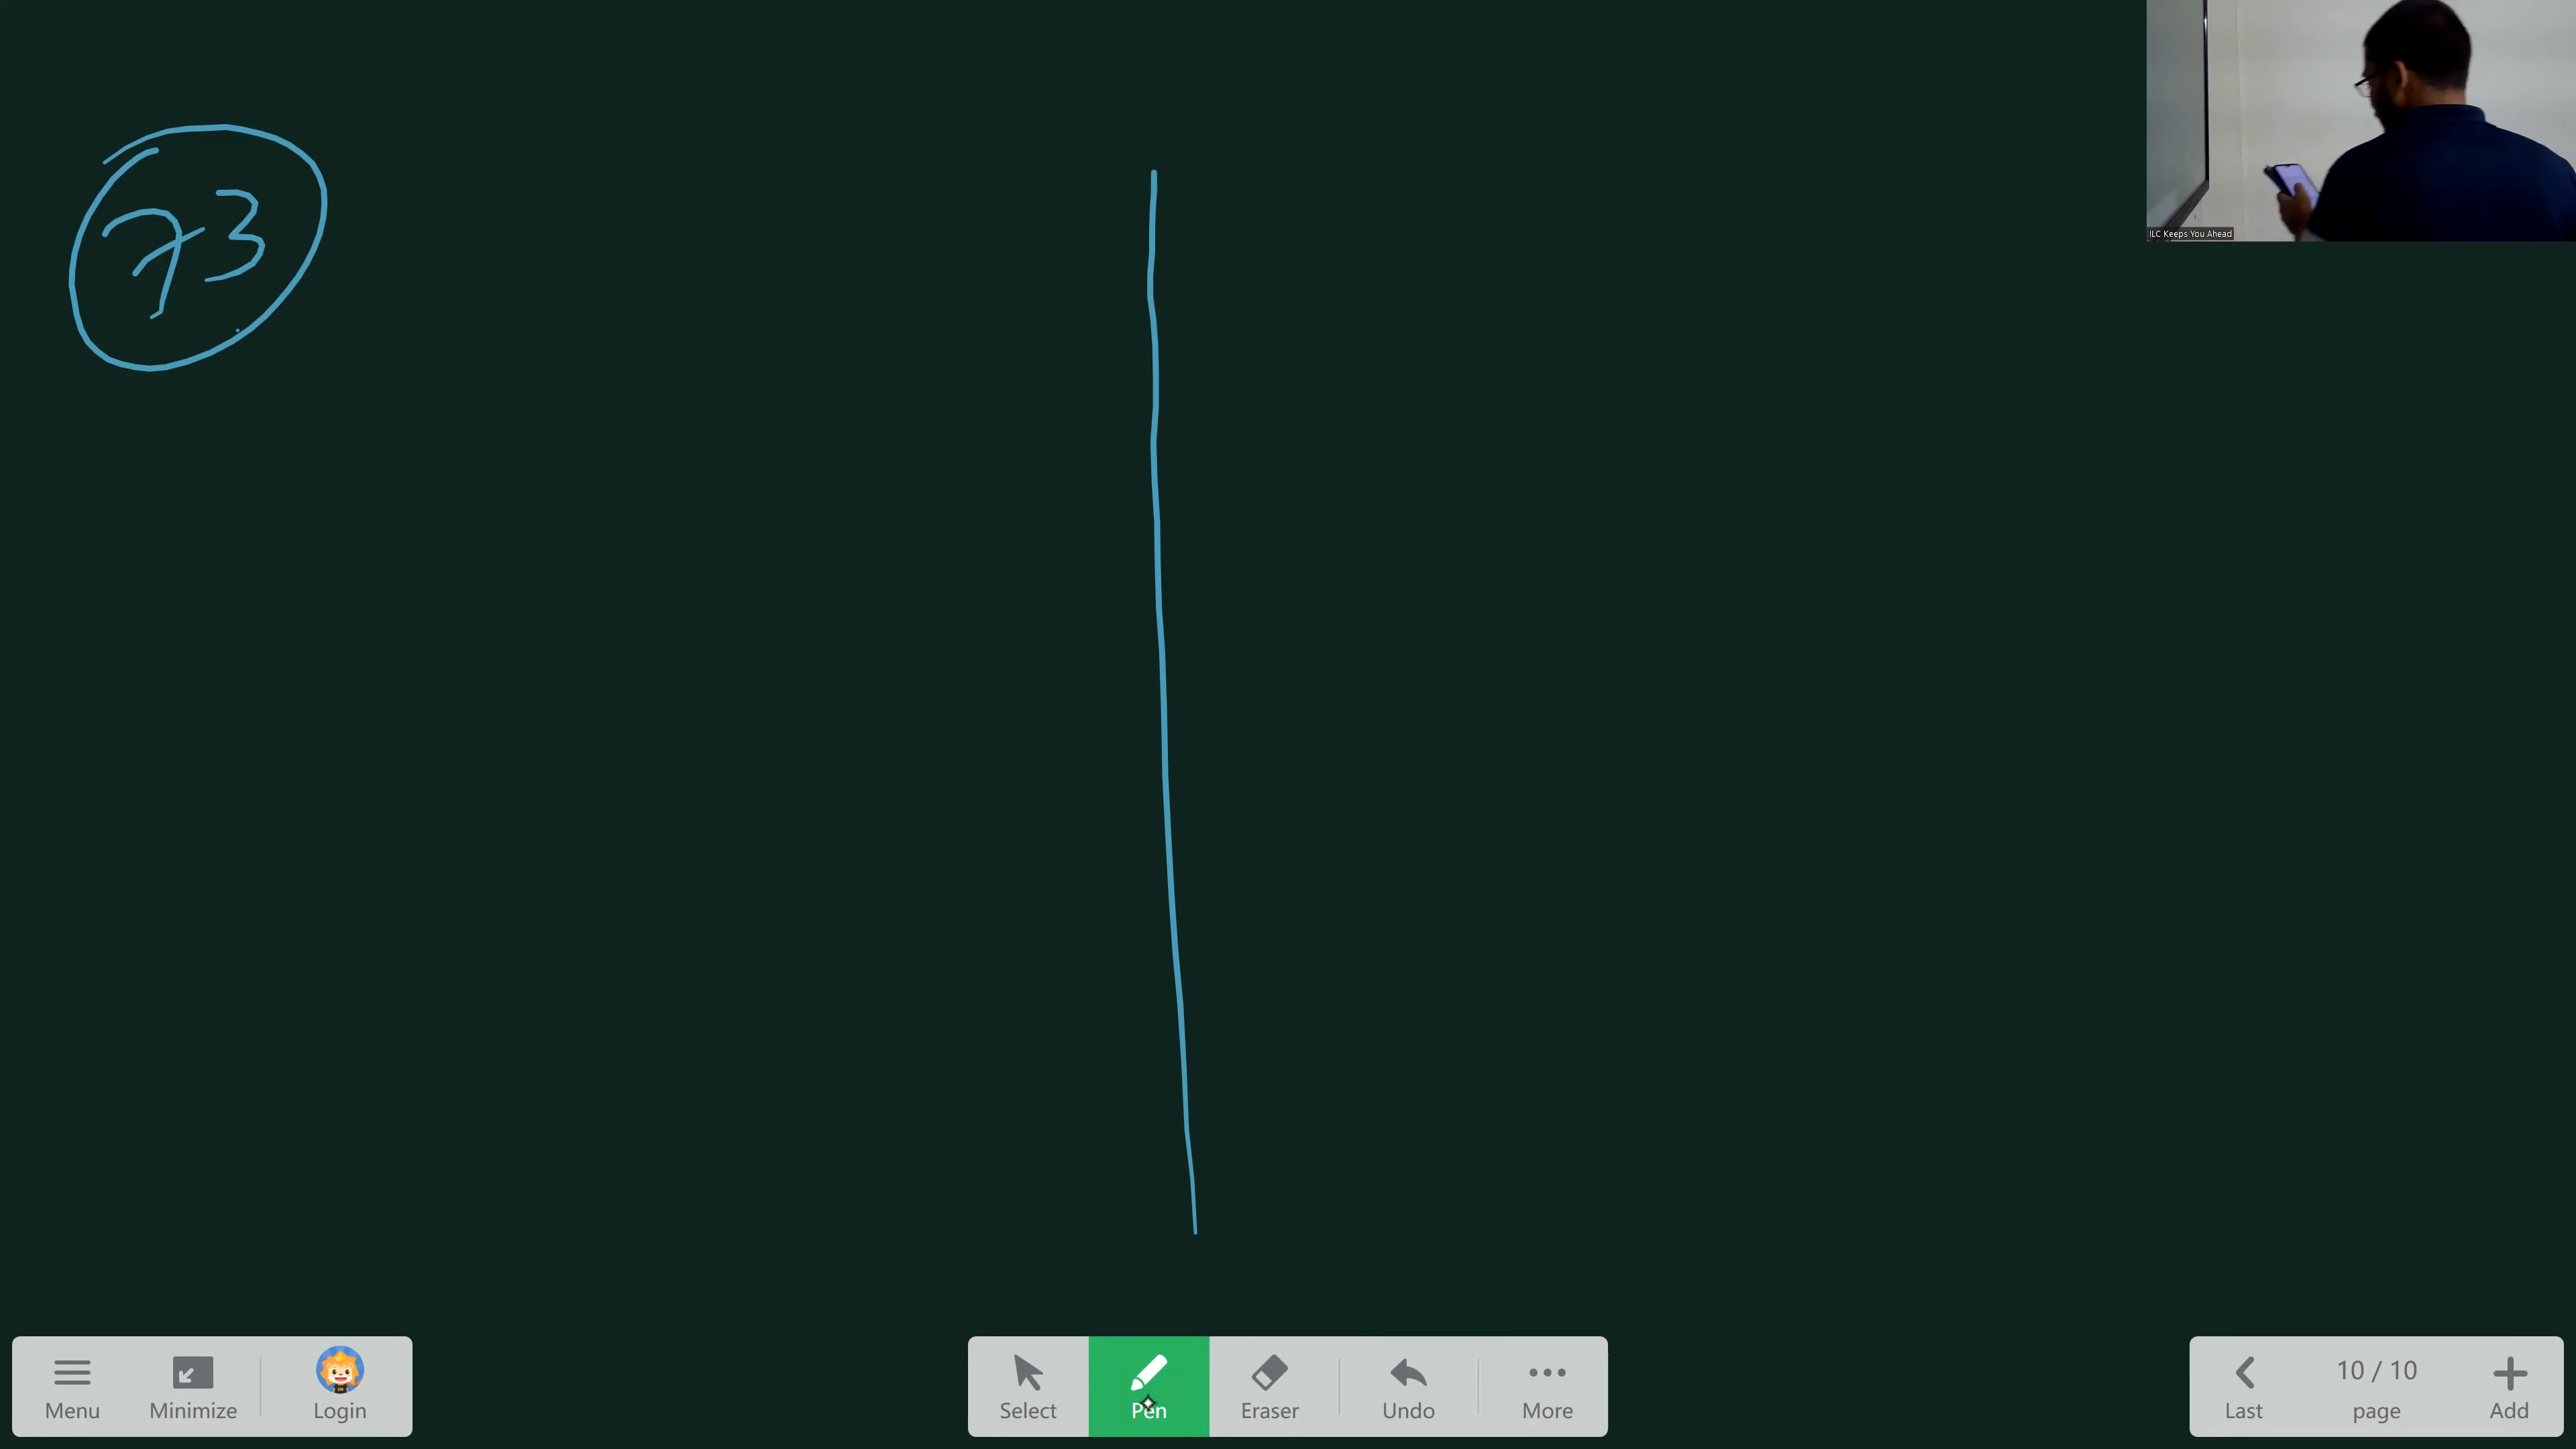 73
ILC Keeps You Ahead
Menu
Minimize
Login
Select
Pen
Eraser
Undo
More
10 / 10
Last
page
Add